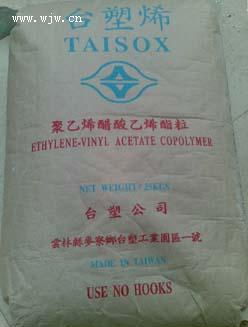 www.wjw.cn
台塑烯
TAISOX
聚乙烯醋酸乙烯酯粒
ETHYLENE-VINYL ACETATE COPOLYMER
NET WEIGHT/25KGS
台塑公司
雲林縣麥寮鄉台塑工業園區一號
MADE IN TAIWAN
USE NO HOOKS